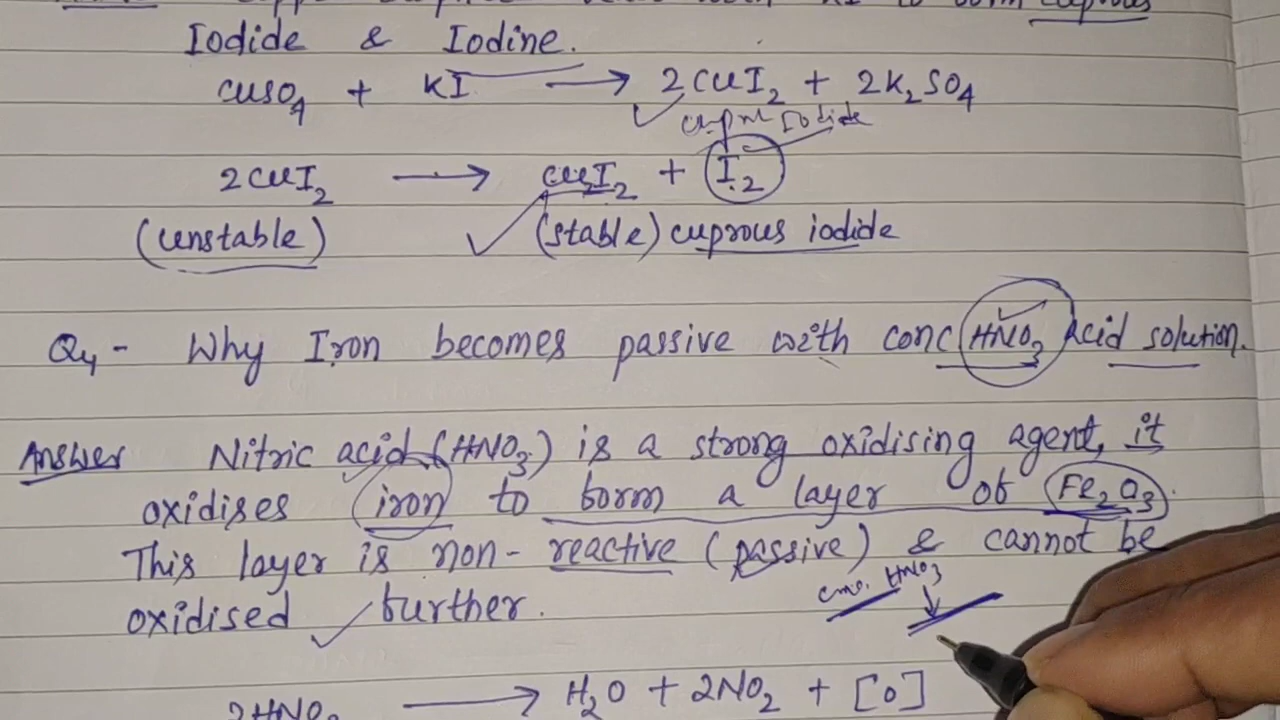 Iodide & Iodine.
CuSO₄ + KI → 2CuI₂ + 2K₂SO₄
Iodide
2CuI₂ → Cu₂I₂ + I₂
(unstable) (stable) cuprous iodide
Q4 - Why Iron becomes passive with conc HNO₃ Acid solution.
Answer Nitric acid (HNO₃) is a strong oxidising agent, it
oxidises iron to form a layer of Fe₂O₃.
This layer is non-reactive (passive) & cannot be
conc. HNO₃
oxidised further.
2HNO₃ → H₂O + 2NO₂ + [O]